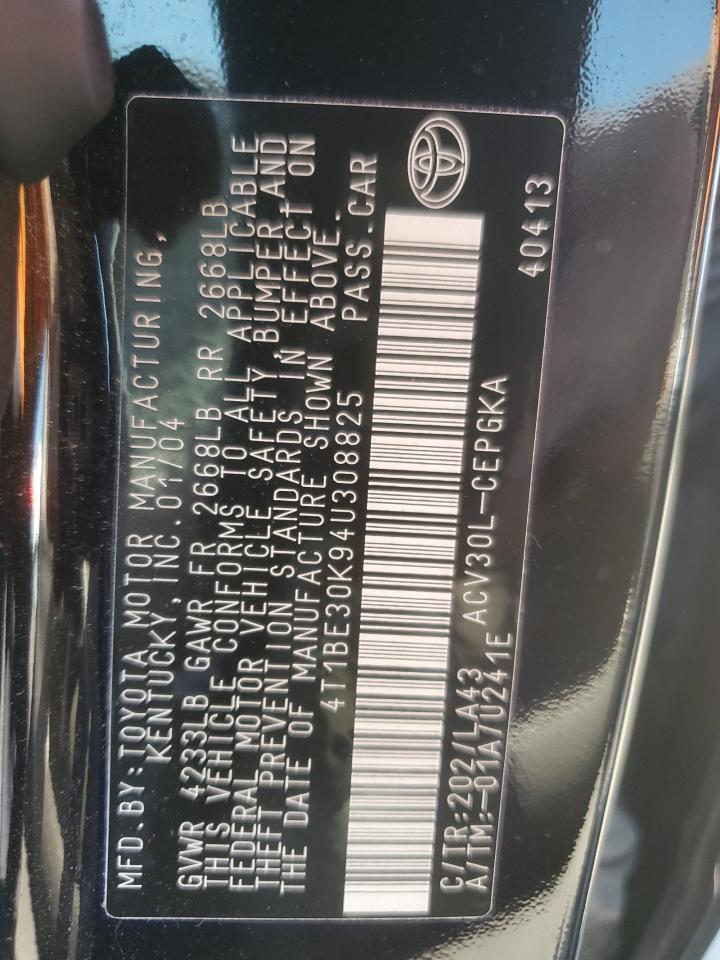 MFD.BY:TOYOTA MOTOR MANUFACTURING,
KENTUCKY,INC.01/04
GVWR 4233LB GAWR FR 2668LB RR 2668LB
THIS VEHICLE CONFORMS TO ALL APPLICABLE
FEDERAL MOTOR VEHICLE SAFETY,BUMPER AND
THEFT PREVENTION STANDARDS IN EFFECT ON
THE DATE OF MANUFACTURE SHOWN ABOVE.
4T1BE30K94U308825 PASS.CAR
C/TR:202/LA43 ACV30L-CEPGKA
A/TM:-01A/U241E
40413